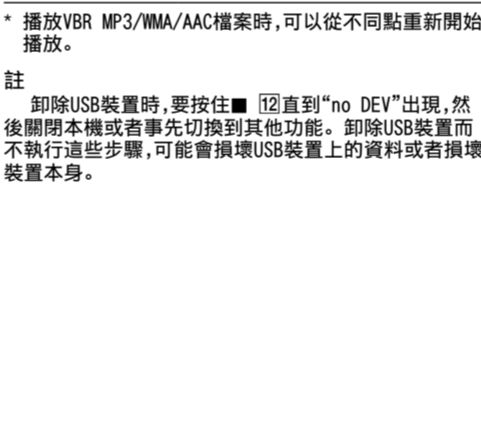 * 播放VBR MP3/WMA/AAC檔案時,可以從不同點重新開始
播放。
註
卸除USB裝置時,要按住■ 12直到“no DEV”出現,然
後關閉本機或者事先切換到其他功能。卸除USB裝置而
不執行這些步驟,可能會損壞USB裝置上的資料或者損壞
裝置本身。